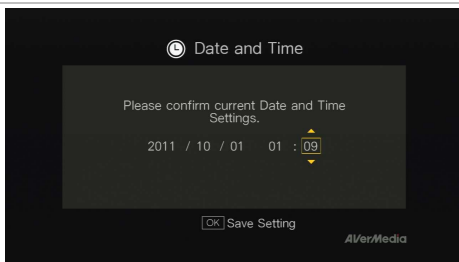 Date and Time
Please confirm current Date and Time
Settings.
2011 / 10 / 01 01 : 09
OK Save Setting
AVerMedia